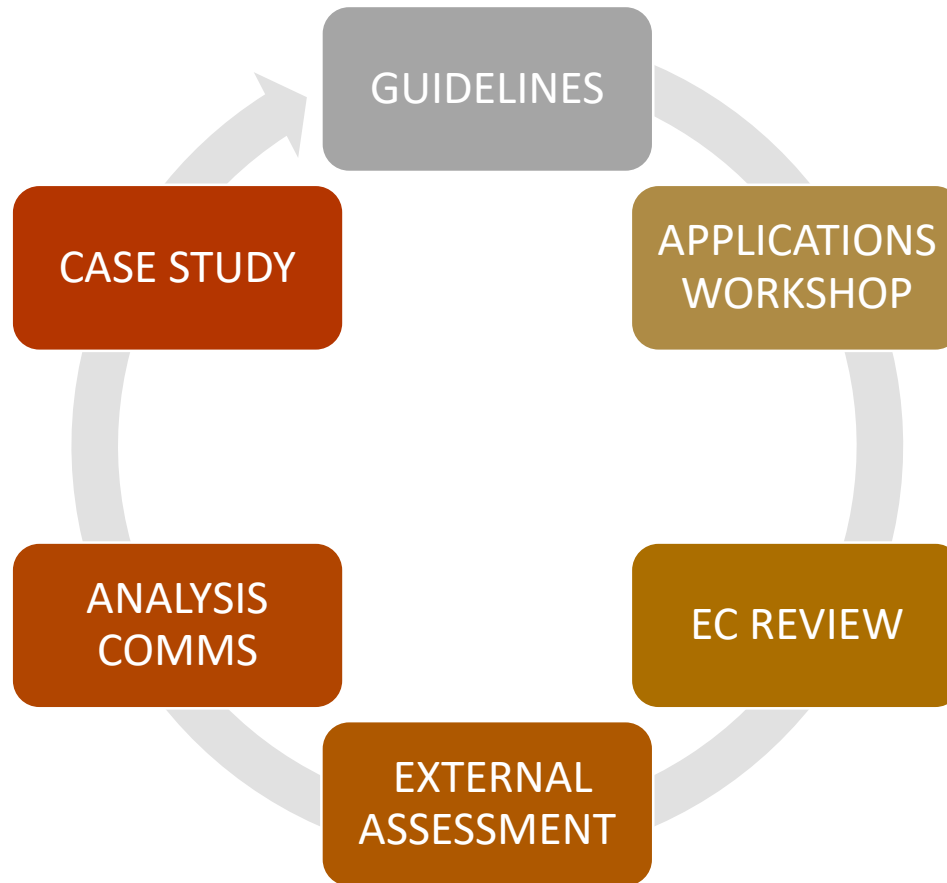 GUIDELINES
APPLICATIONS
WORKSHOP
EC REVIEW
EXTERNAL
ASSESSMENT
ANALYSIS
COMMS
CASE STUDY